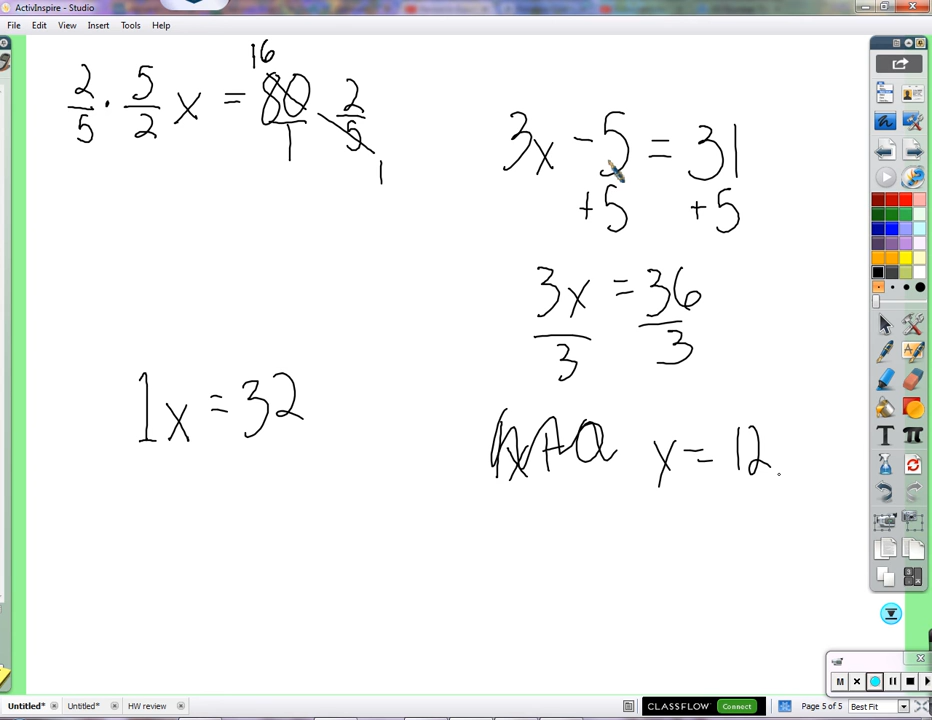 ActivInspire - Studio
File Edit View Insert Tools Help
16
2/5 · 5/2 x = 80/1 · 2/5
1
1x = 32
3x - 5 = 31
+5 +5
3x = 36
3 3
x = 12.
Untitled* Untitled* HW review
CLASSFLOW Connect
Page 5 of 5 Best Fit
M